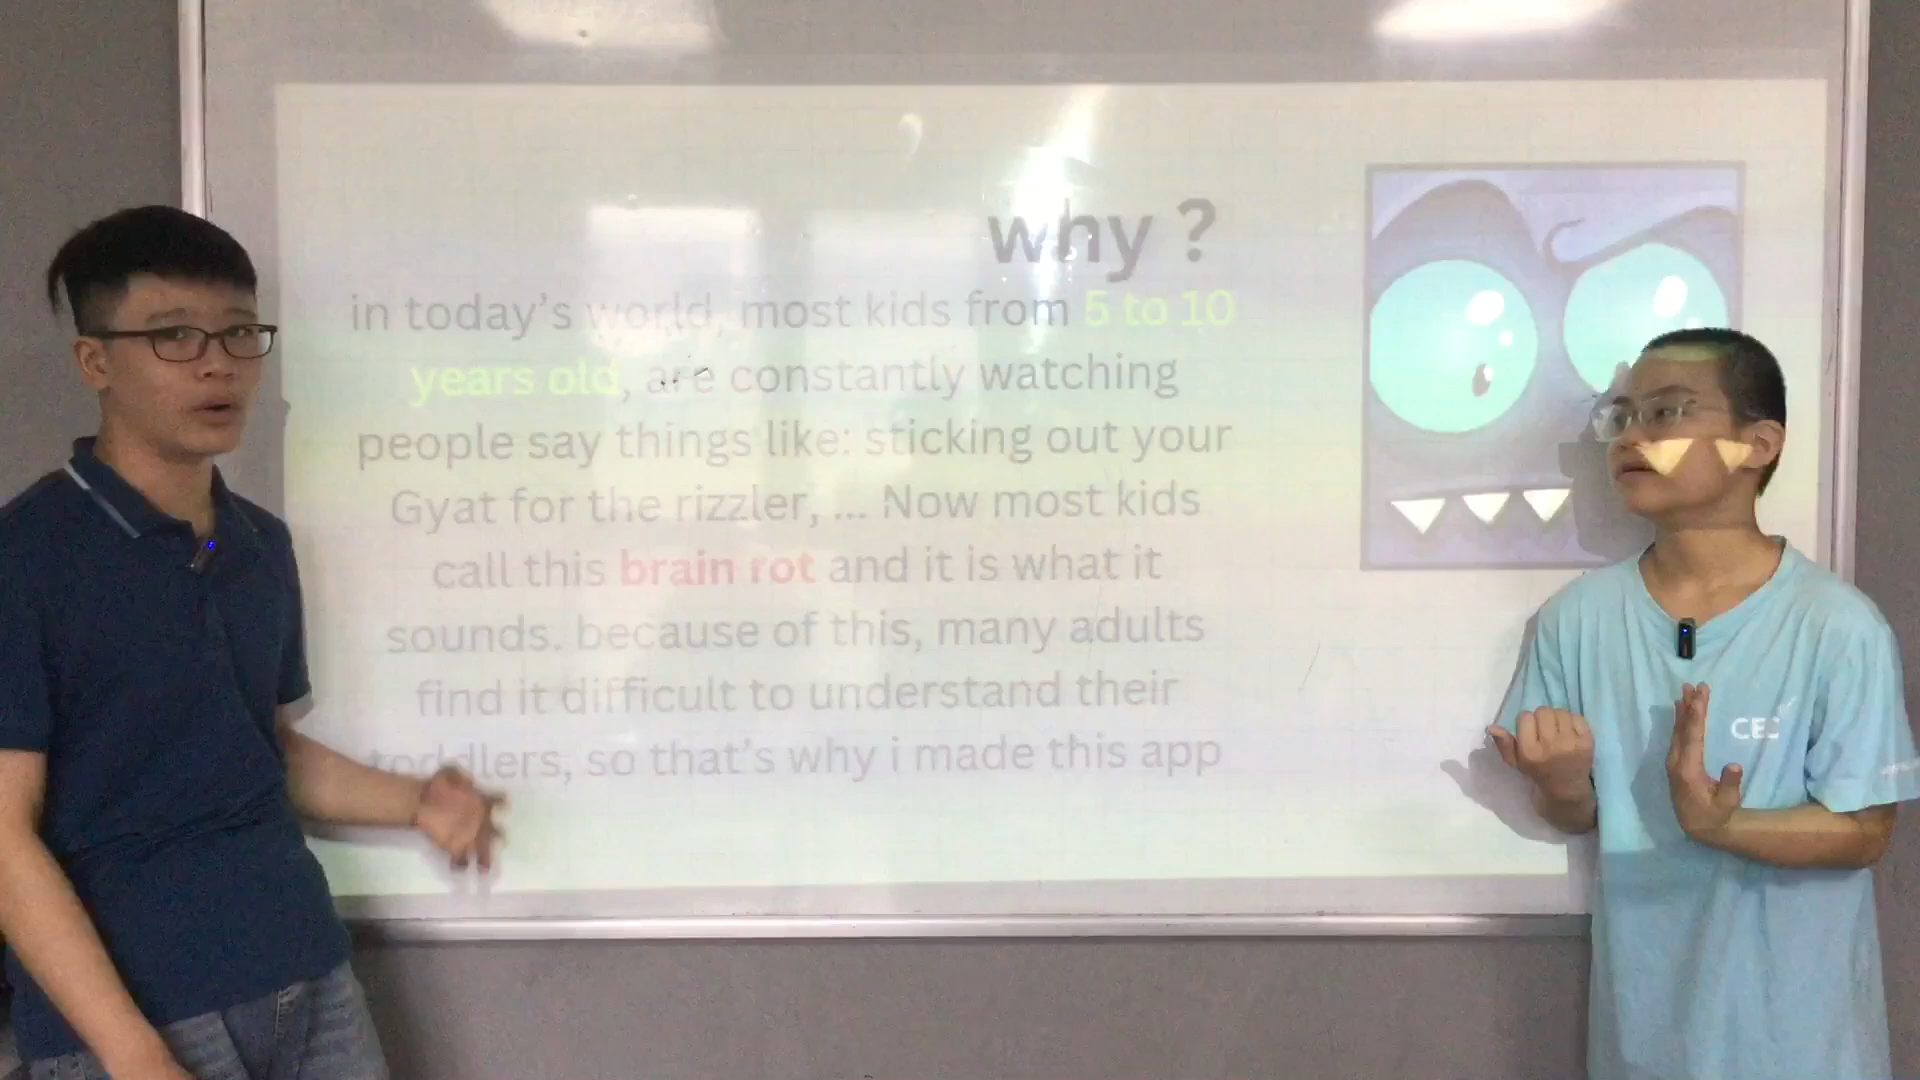 why ?
in today's world, most kids from 5 to 10
years old, are constantly watching
people say things like: sticking out your
Gyat for the rizzler, ... Now most kids
call this brain rot and it is what it
sounds. because of this, many adults
find it difficult to understand their
toddlers, so that's why i made this app
CEC